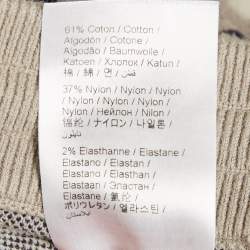 61% Coton / Cotton /
Algodón / Cotone /
Algodão / Baumwolle /
Katoen / Хлопок / Katun /
棉 / 綿 / 면 / قطن
37% Nylon / Nylon / Nylon
/ Nylon / Nylon / Nylon /
Nylon / Нейлон / Nilon /
锦纶 / ナイロン / 나일론 /
نايلون
2% Elasthanne / Elastane /
Elastano / Elastan /
Elastano / Elasthan /
Elastaan / Эластан /
Elastane / 氨纶 /
ポリウレタン / 엘라스틴 /
إيلاستين